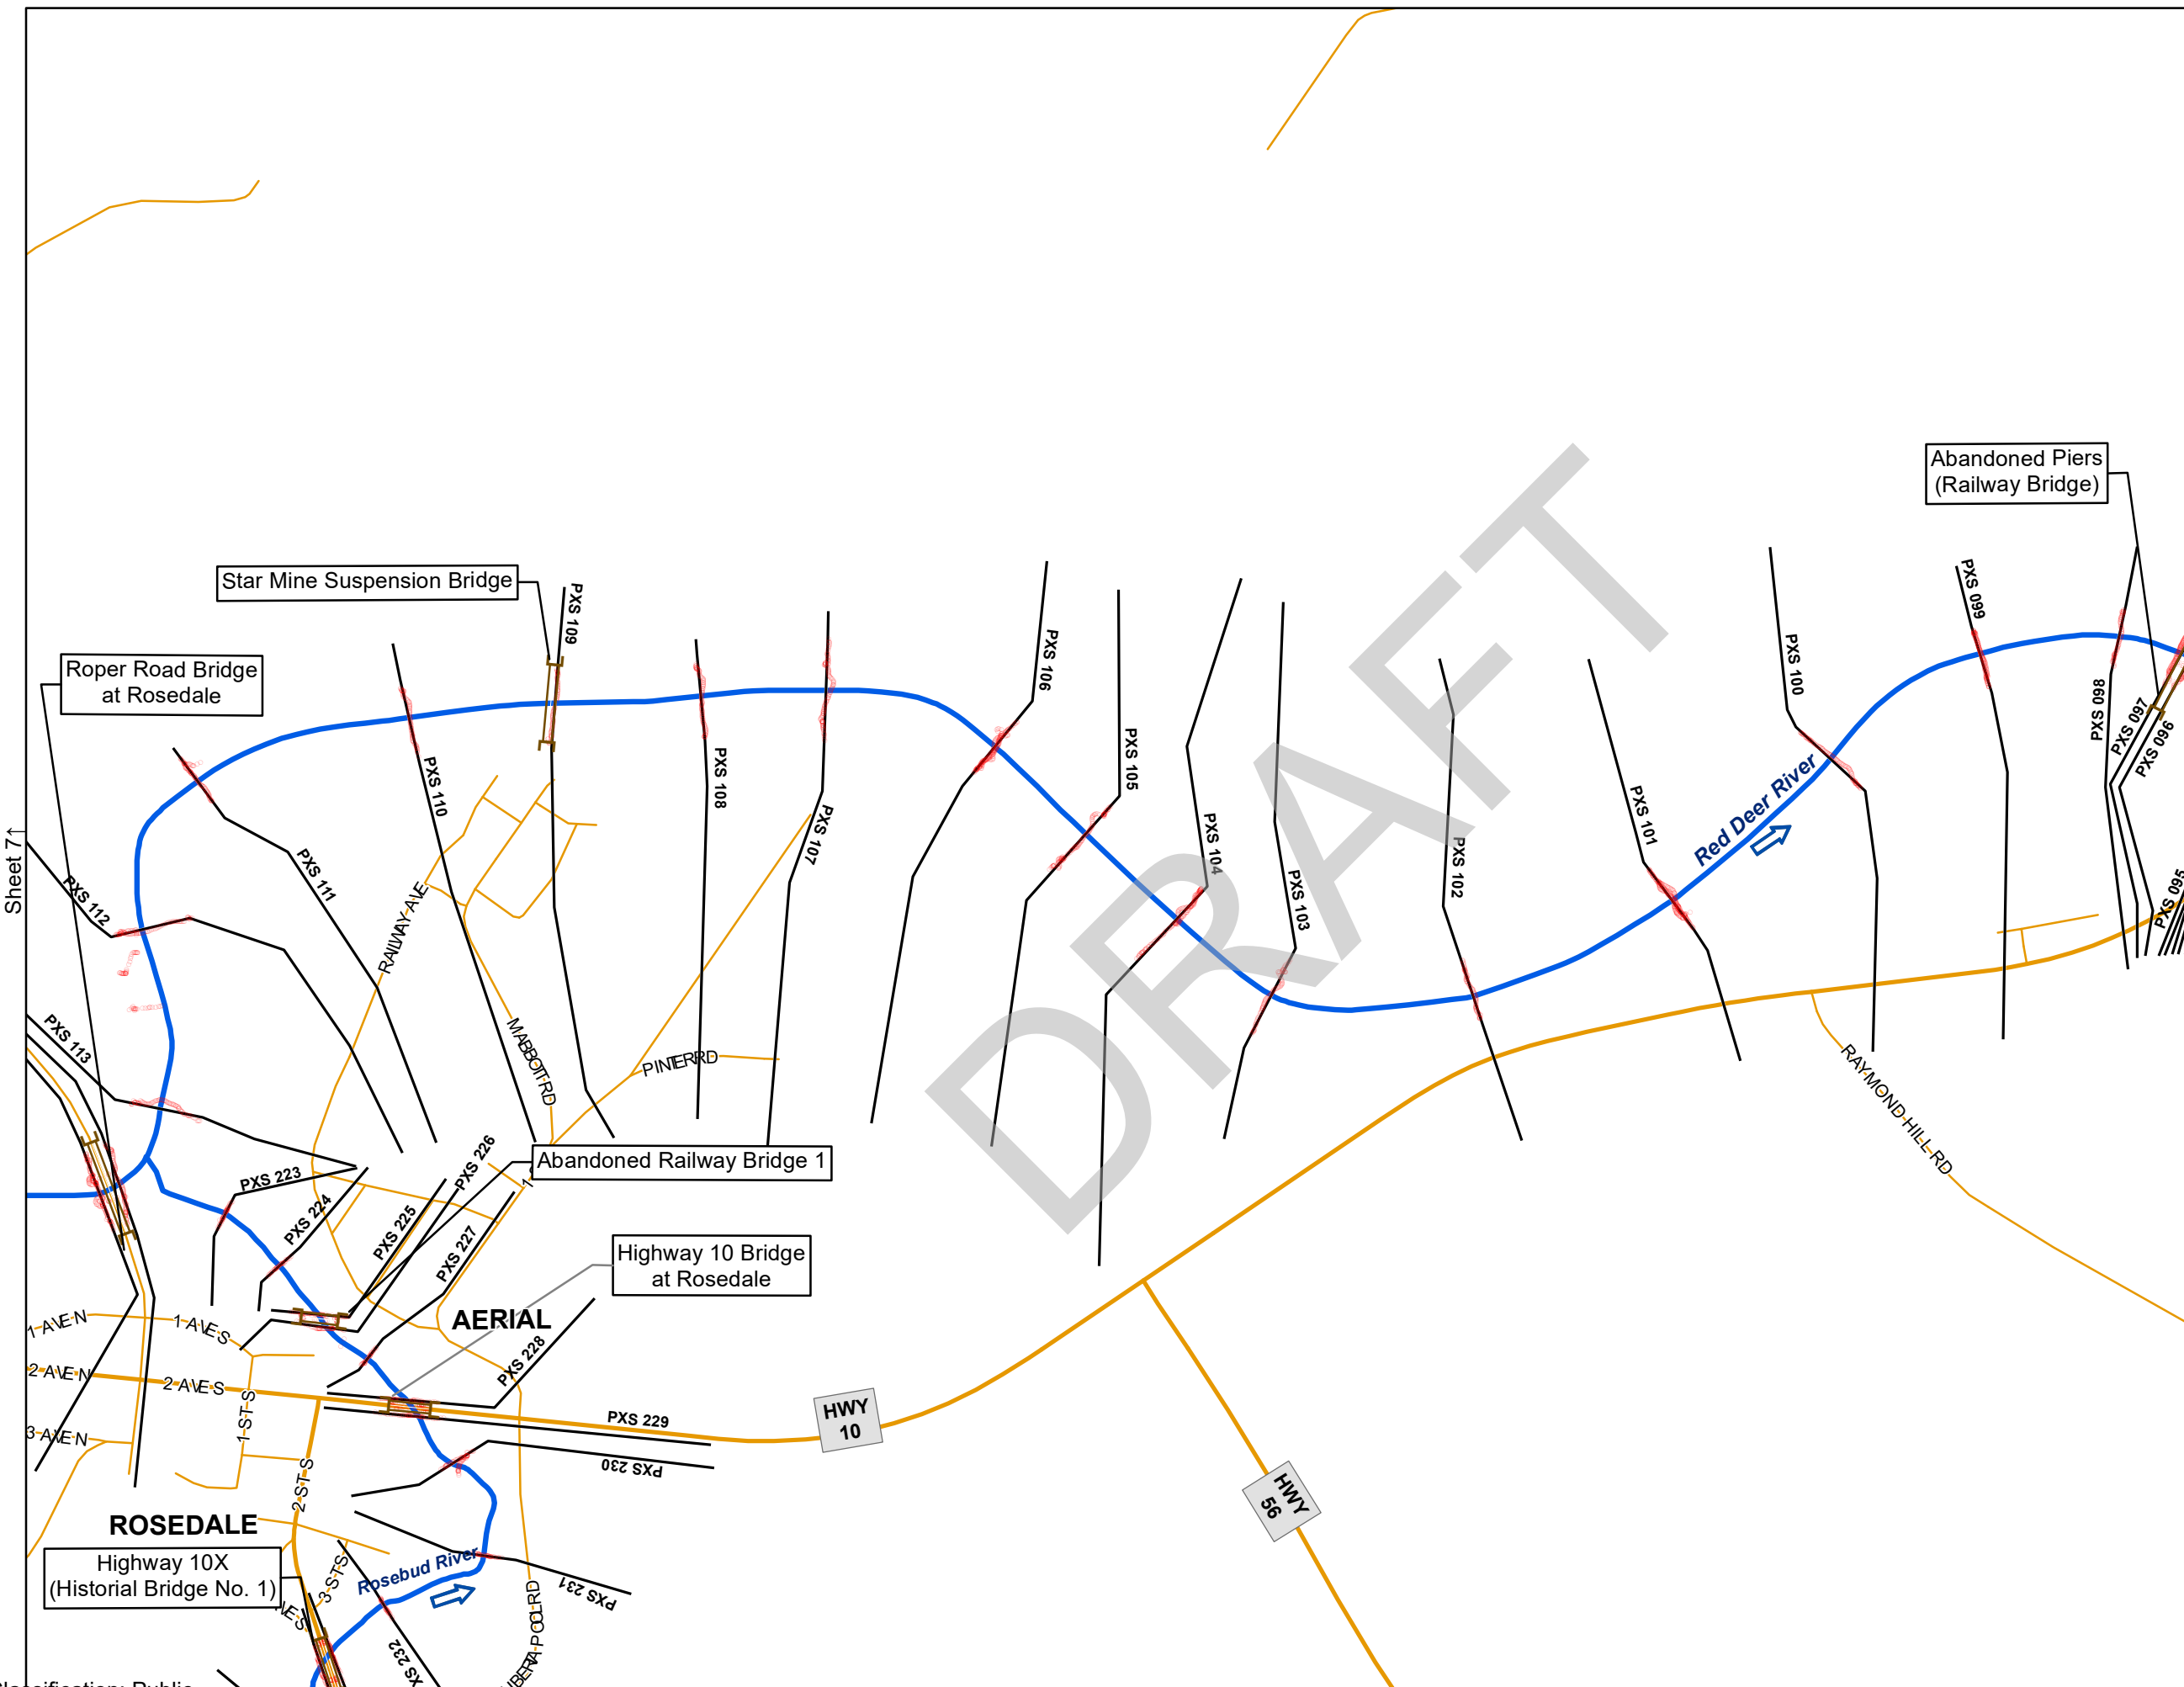 Abandoned Piers
(Railway Bridge)
Star Mine Suspension Bridge
Roper Road Bridge
at Rosedale
Sheet 7↑
PXS 112
PXS 111
PXS 110
PXS 109
PXS 108
PXS 107
PXS 106
PXS 105
PXS 104
PXS 103
PXS 102
PXS 101
PXS 100
PXS 099
PXS 098
PXS 097
PXS 096
PXS 095
Red Deer River
DRAFT
RAILWAY AVE
MABBOTT RD
PINTER RD
RAYMOND HILL RD
PXS 113
PXS 223
PXS 224
PXS 225
PXS 226
PXS 227
PXS 228
PXS 229
PXS 230
PXS 231
Abandoned Railway Bridge 1
Highway 10 Bridge
at Rosedale
AERIAL
1 AVE N
1 AVE S
2 AVE N
2 AVE S
3 AVE N
1 ST S
2 ST S
3 ST S
HWY
10
HWY
56
ROSEDALE
Highway 10X
(Historial Bridge No. 1)
Rosebud River
XS 232